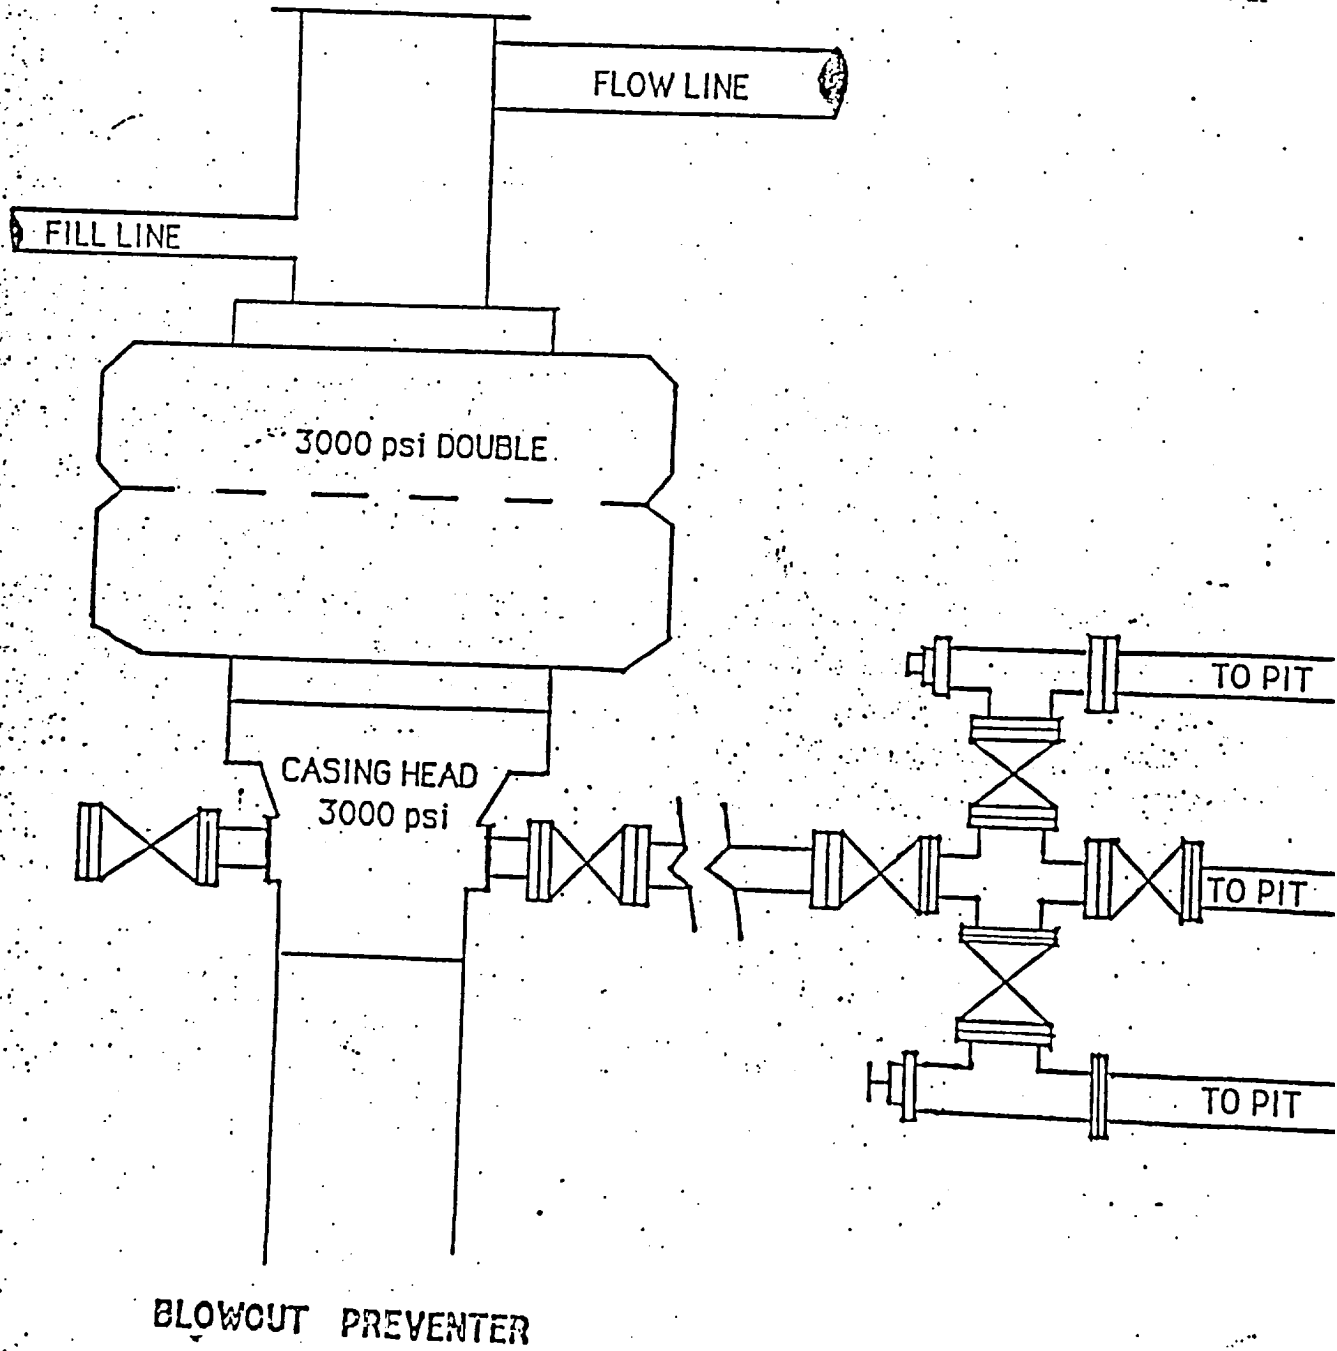 FLOW LINE
FILL LINE
3000 psi DOUBLE
TO PIT
CASING HEAD
3000 psi
TO PIT
TO PIT
BLOWOUT PREVENTER